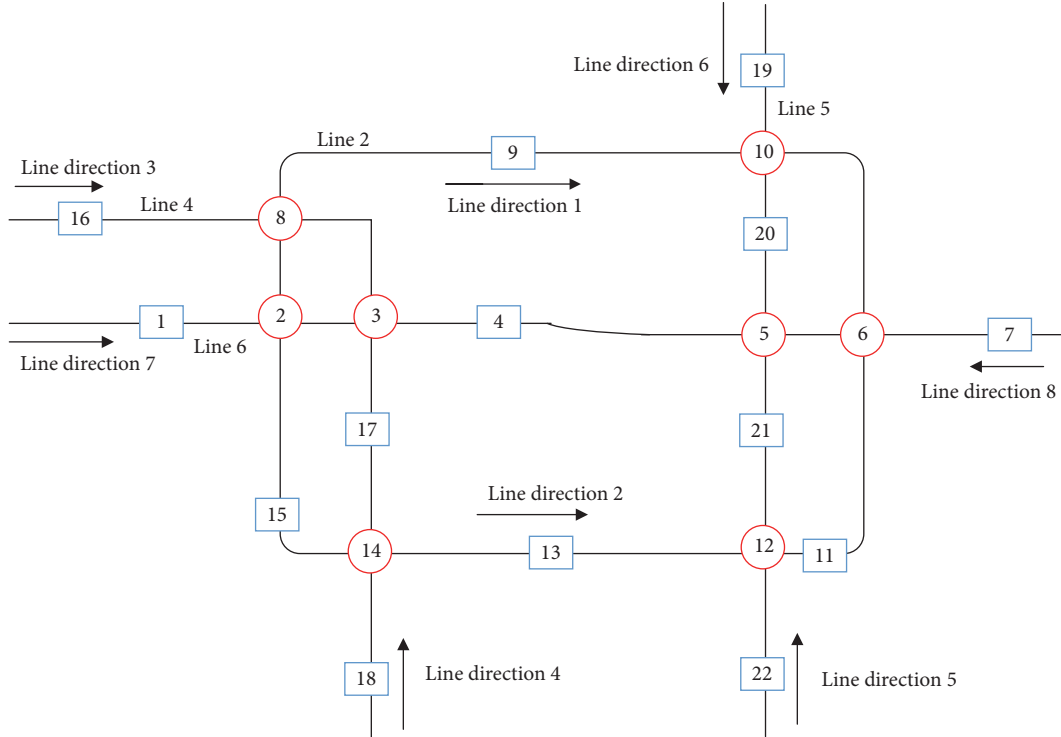 Line direction 6
19
Line 5
Line 2
9
10
Line direction 3
Line direction 1
16
Line 4
8
20
1
2
3
4
5
6
7
Line 6
Line direction 7
Line direction 8
17
21
Line direction 2
15
14
13
12
11
18
Line direction 4
22
Line direction 5